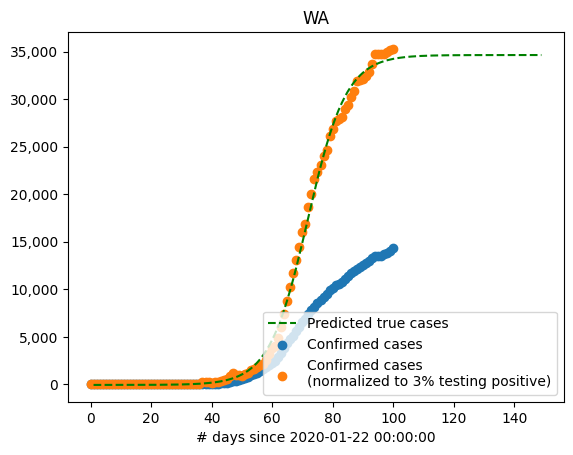 WA
35,000
30,000
25,000
20,000
15,000
10,000
5,000
0
Predicted true cases
Confirmed cases
Confirmed cases
(normalized to 3% testing positive)
0 20 40 60 80 100 120 140
# days since 2020-01-22 00:00:00